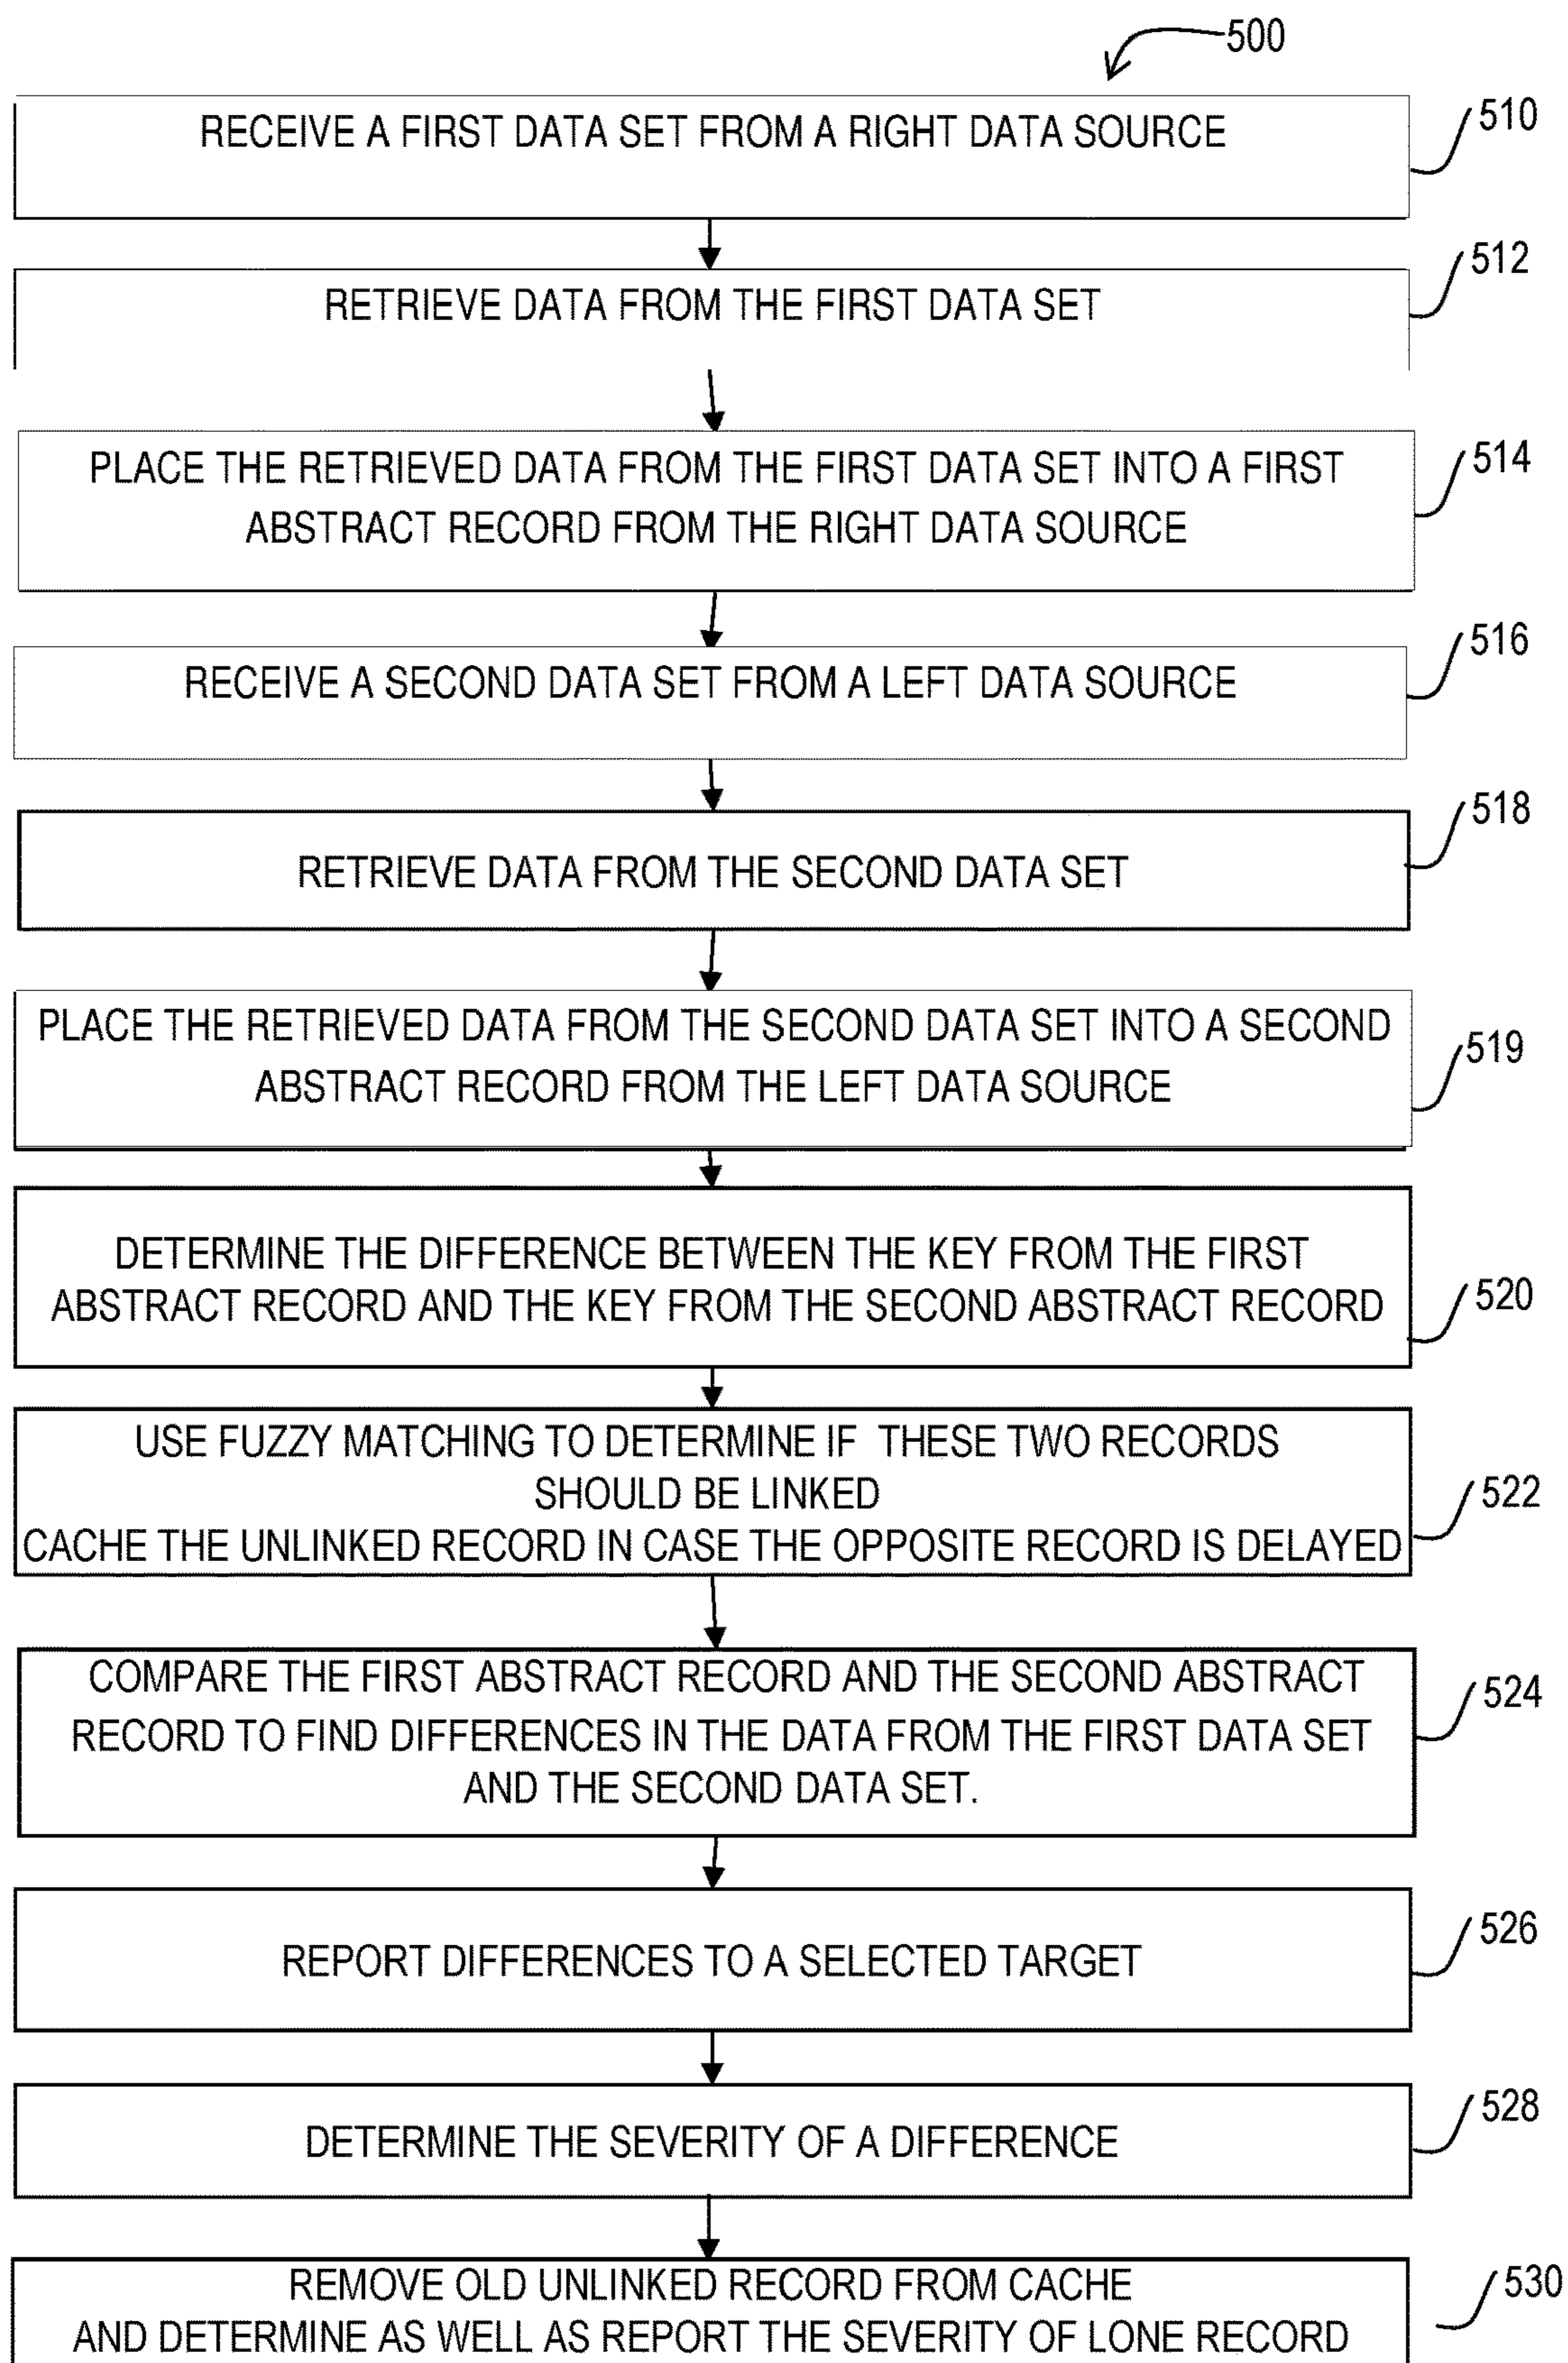 500
RECEIVE A FIRST DATA SET FROM A RIGHT DATA SOURCE
510
RETRIEVE DATA FROM THE FIRST DATA SET
512
PLACE THE RETRIEVED DATA FROM THE FIRST DATA SET INTO A FIRST
ABSTRACT RECORD FROM THE RIGHT DATA SOURCE
514
RECEIVE A SECOND DATA SET FROM A LEFT DATA SOURCE
516
RETRIEVE DATA FROM THE SECOND DATA SET
518
PLACE THE RETRIEVED DATA FROM THE SECOND DATA SET INTO A SECOND
ABSTRACT RECORD FROM THE LEFT DATA SOURCE
519
DETERMINE THE DIFFERENCE BETWEEN THE KEY FROM THE FIRST
ABSTRACT RECORD AND THE KEY FROM THE SECOND ABSTRACT RECORD
520
USE FUZZY MATCHING TO DETERMINE IF THESE TWO RECORDS
SHOULD BE LINKED
CACHE THE UNLINKED RECORD IN CASE THE OPPOSITE RECORD IS DELAYED
522
COMPARE THE FIRST ABSTRACT RECORD AND THE SECOND ABSTRACT
RECORD TO FIND DIFFERENCES IN THE DATA FROM THE FIRST DATA SET
AND THE SECOND DATA SET.
524
REPORT DIFFERENCES TO A SELECTED TARGET
526
DETERMINE THE SEVERITY OF A DIFFERENCE
528
REMOVE OLD UNLINKED RECORD FROM CACHE
AND DETERMINE AS WELL AS REPORT THE SEVERITY OF LONE RECORD
530